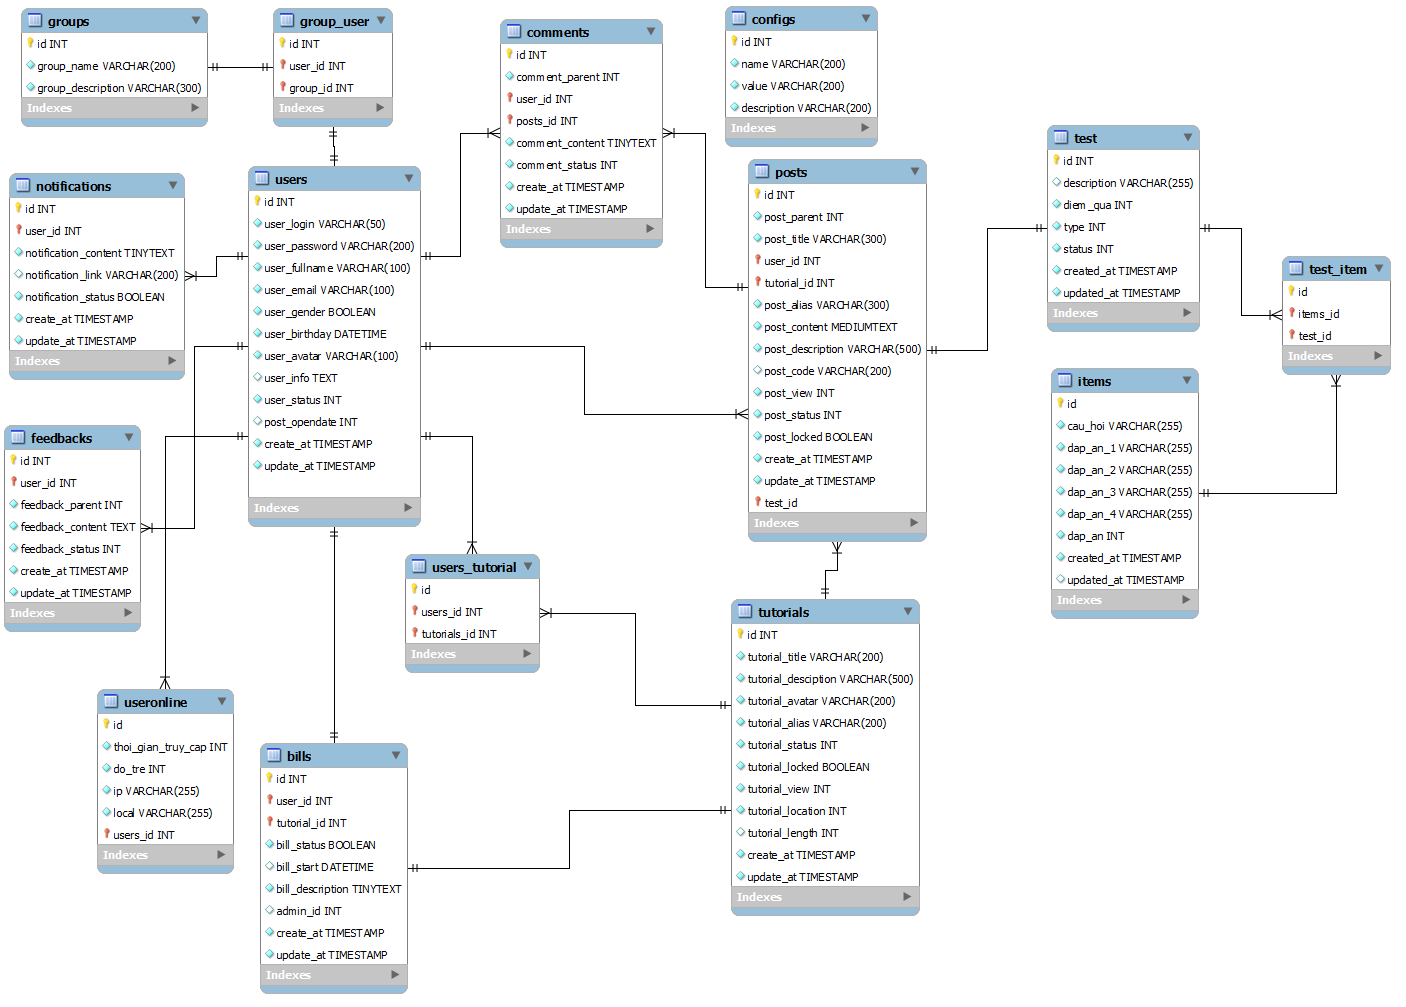 groups
id INT
group_name VARCHAR(200)
group_description VARCHAR(300)
Indexes
group_user
id INT
user_id INT
group_id INT
Indexes
comments
id INT
comment_parent INT
user_id INT
posts_id INT
comment_content TINYTEXT
comment_status INT
create_at TIMESTAMP
update_at TIMESTAMP
Indexes
configs
id INT
name VARCHAR(200)
value VARCHAR(200)
description VARCHAR(200)
Indexes
notifications
id INT
user_id INT
notification_content TINYTEXT
notification_link VARCHAR(200)
notification_status BOOLEAN
create_at TIMESTAMP
update_at TIMESTAMP
Indexes
users
id INT
user_login VARCHAR(50)
user_password VARCHAR(200)
user_fullname VARCHAR(100)
user_email VARCHAR(100)
user_gender BOOLEAN
user_birthday DATETIME
user_avatar VARCHAR(100)
user_info TEXT
user_status INT
post_opendate INT
create_at TIMESTAMP
update_at TIMESTAMP
Indexes
posts
id INT
post_parent INT
post_title VARCHAR(300)
user_id INT
tutorial_id INT
post_alias VARCHAR(300)
post_content MEDIUMTEXT
post_description VARCHAR(500)
post_code VARCHAR(200)
post_view INT
post_status INT
post_locked BOOLEAN
create_at TIMESTAMP
update_at TIMESTAMP
test_id
Indexes
test
id INT
description VARCHAR(255)
diem_qua INT
type INT
status INT
created_at TIMESTAMP
updated_at TIMESTAMP
Indexes
test_item
id
items_id
test_id
Indexes
items
id
cau_hoi VARCHAR(255)
dap_an_1 VARCHAR(255)
dap_an_2 VARCHAR(255)
dap_an_3 VARCHAR(255)
dap_an_4 VARCHAR(255)
dap_an INT
created_at TIMESTAMP
updated_at TIMESTAMP
Indexes
feedbacks
id INT
user_id INT
feedback_parent INT
feedback_content TEXT
feedback_status INT
create_at TIMESTAMP
update_at TIMESTAMP
Indexes
users_tutorial
id
users_id INT
tutorials_id INT
Indexes
tutorials
id INT
tutorial_title VARCHAR(200)
tutorial_desciption VARCHAR(500)
tutorial_avatar VARCHAR(200)
tutorial_alias VARCHAR(200)
tutorial_status INT
tutorial_locked BOOLEAN
tutorial_view INT
tutorial_location INT
tutorial_length INT
create_at TIMESTAMP
update_at TIMESTAMP
Indexes
useronline
id
thoi_gian_truy_cap INT
do_tre INT
ip VARCHAR(255)
local VARCHAR(255)
users_id INT
Indexes
bills
id INT
user_id INT
tutorial_id INT
bill_status BOOLEAN
bill_start DATETIME
bill_description TINYTEXT
admin_id INT
create_at TIMESTAMP
update_at TIMESTAMP
Indexes